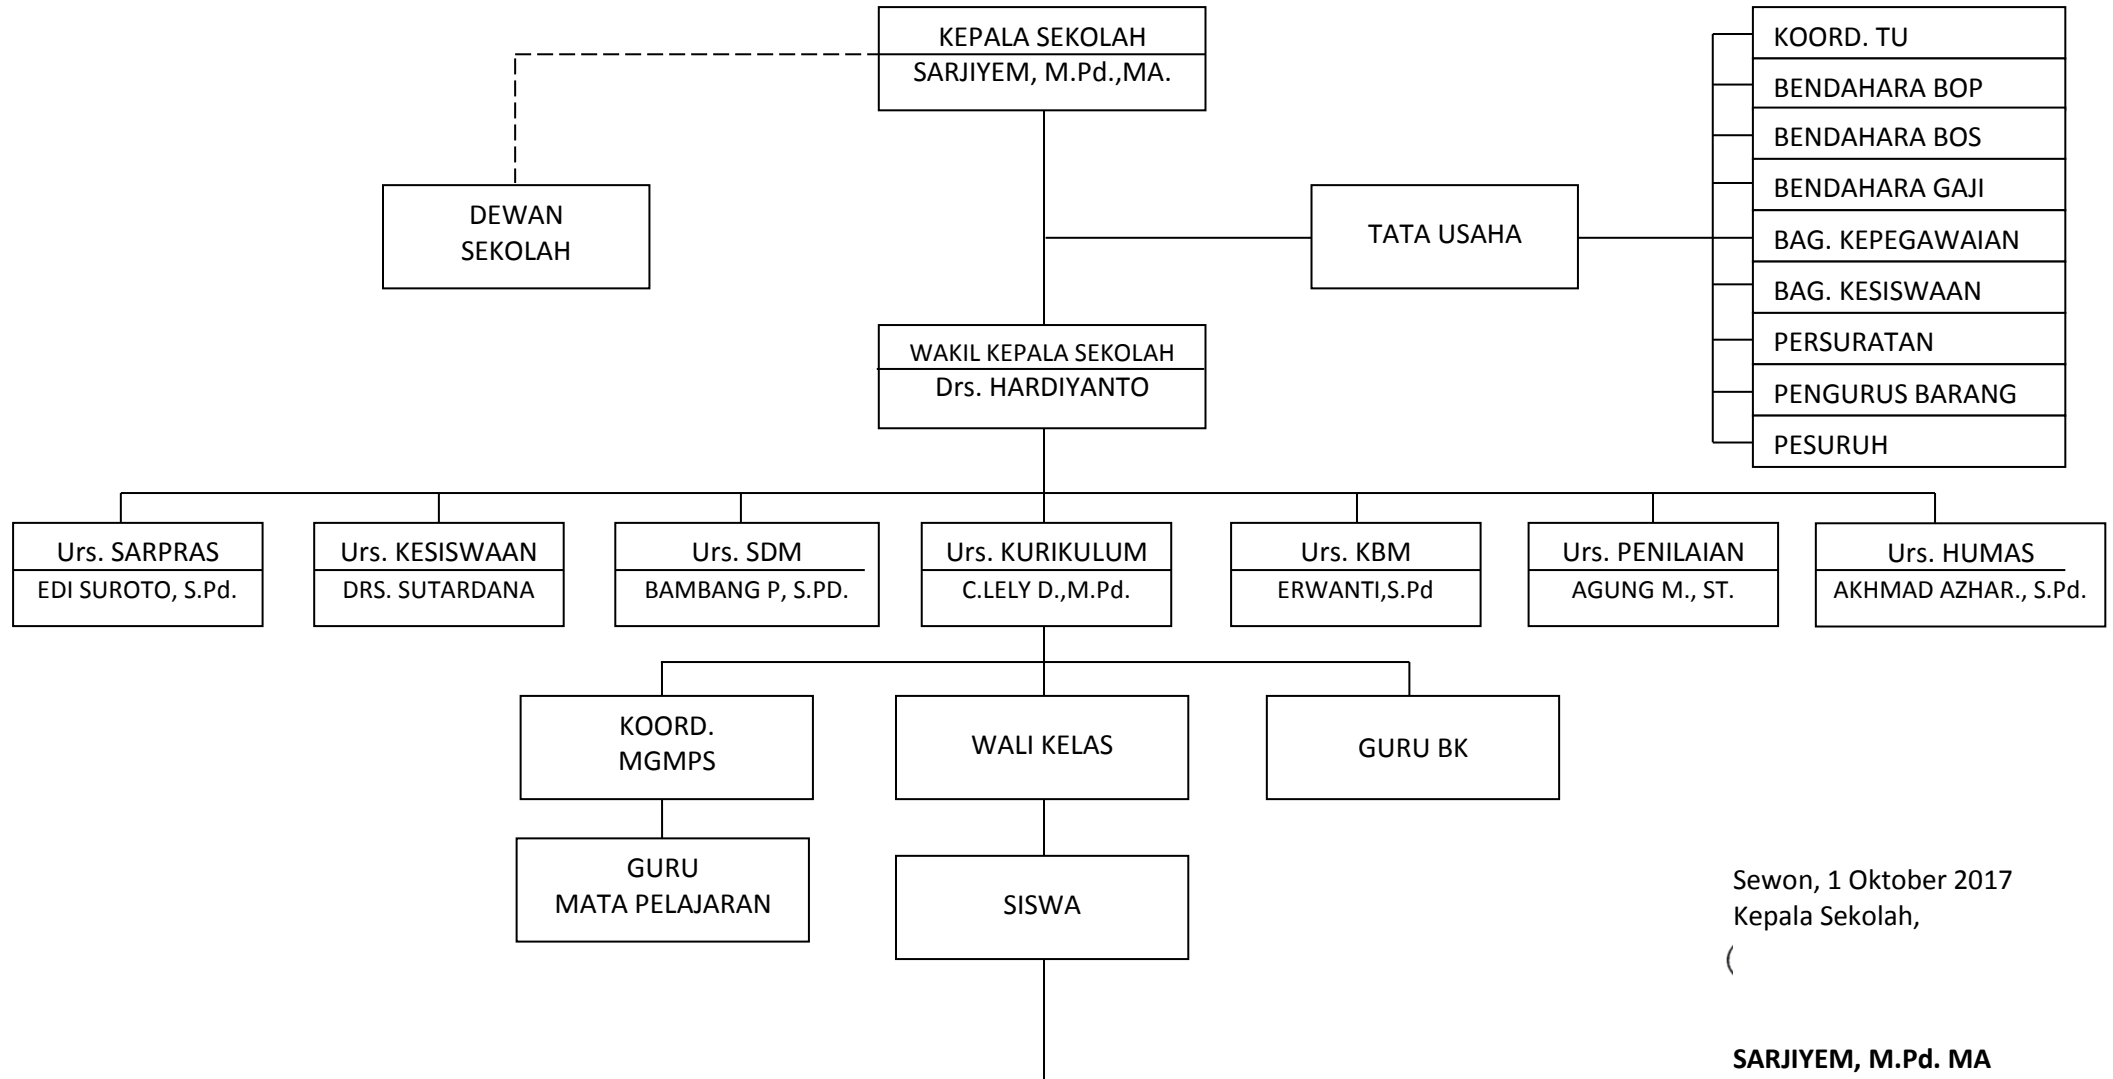 KEPALA SEKOLAH
SARJIYEM, M.Pd.,MA.
DEWAN
SEKOLAH
TATA USAHA
KOORD. TU
BENDAHARA BOP
BENDAHARA BOS
BENDAHARA GAJI
BAG. KEPEGAWAIAN
BAG. KESISWAAN
PERSURATAN
PENGURUS BARANG
PESURUH
WAKIL KEPALA SEKOLAH
Drs. HARDIYANTO
Urs. SARPRAS
EDI SUROTO, S.Pd.
Urs. KESISWAAN
DRS. SUTARDANA
Urs. SDM
BAMBANG P, S.PD.
Urs. KURIKULUM
C.LELY D.,M.Pd.
Urs. KBM
ERWANTI,S.Pd
Urs. PENILAIAN
AGUNG M., ST.
Urs. HUMAS
AKHMAD AZHAR., S.Pd.
KOORD.
MGMPS
WALI KELAS
GURU BK
GURU
MATA PELAJARAN
SISWA
Sewon, 1 Oktober 2017
Kepala Sekolah,
(
SARJIYEM, M.Pd. MA